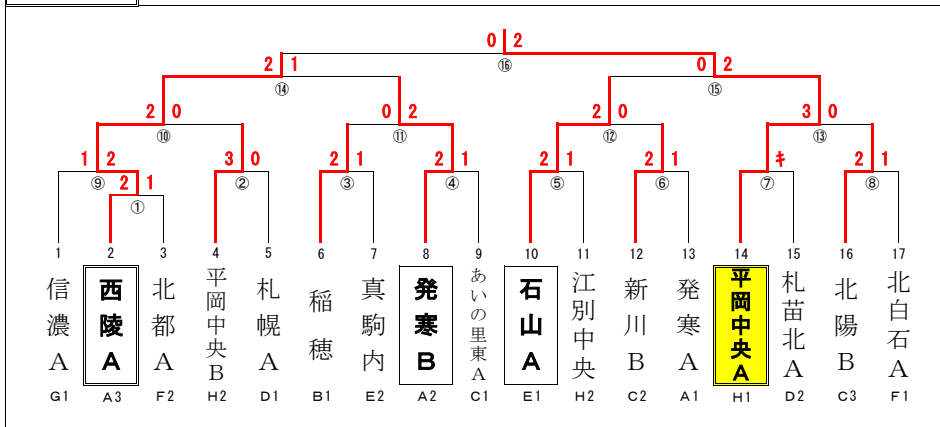 0 2
⑯
2 1
0 2
⑭
⑮
2 0
0 2
2 0
3 0
⑩
⑪
⑫
⑬
1 2
3 0
2 1
2 1
2 1
2 1
キ
2 1
⑨
②
③
④
⑤
⑥
⑦
⑧
2 1
①
1 2 3 4 5 6 7 8 9 10 11 12 13 14 15 16 17
信濃A
西陵A
北都A
平岡中央B
札幌A
稲穂
真駒内
発寒B
あいの里東A
石山A
江別中央
新川B
発寒A
平岡中央A
札苗北A
北陽B
北白石A
G1 A3 F2 H2 D1 B1 E2 A2 C1 E1 H2 C2 A1 H1 D2 C3 F1